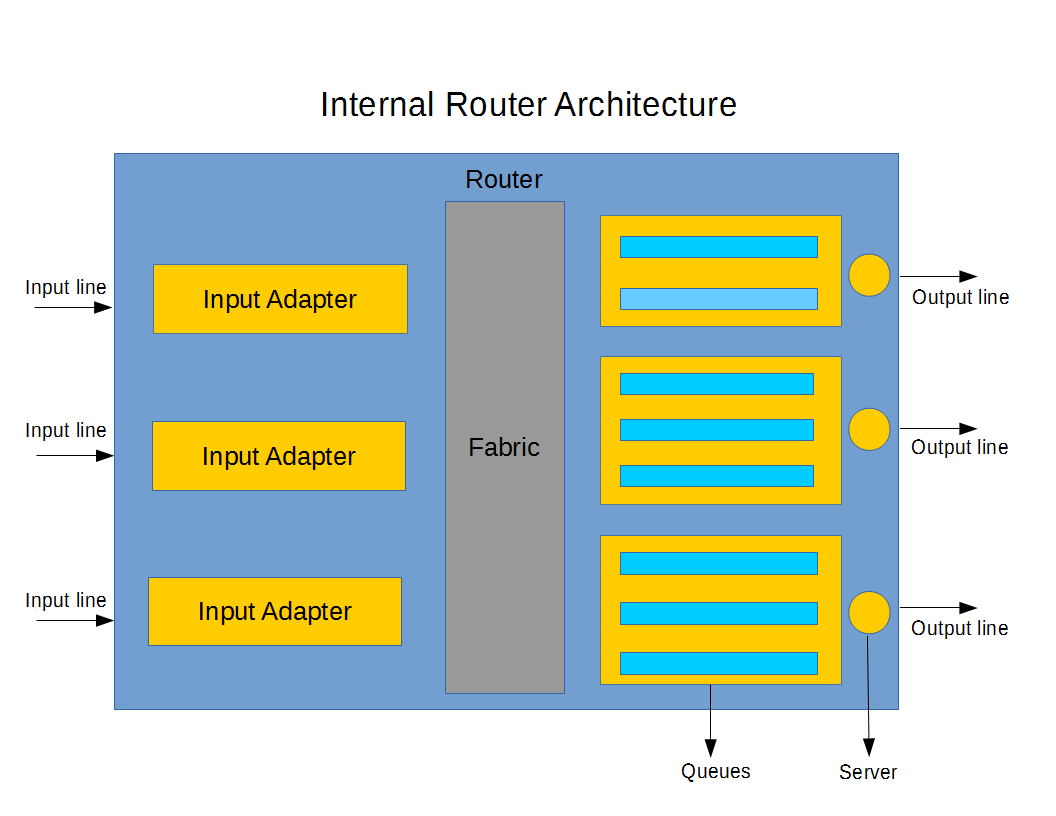 Internal Router Architecture
Router
Input line
Input Adapter
Output line
Input line
Input Adapter
Fabric
Output line
Input line
Input Adapter
Output line
Queues
Server